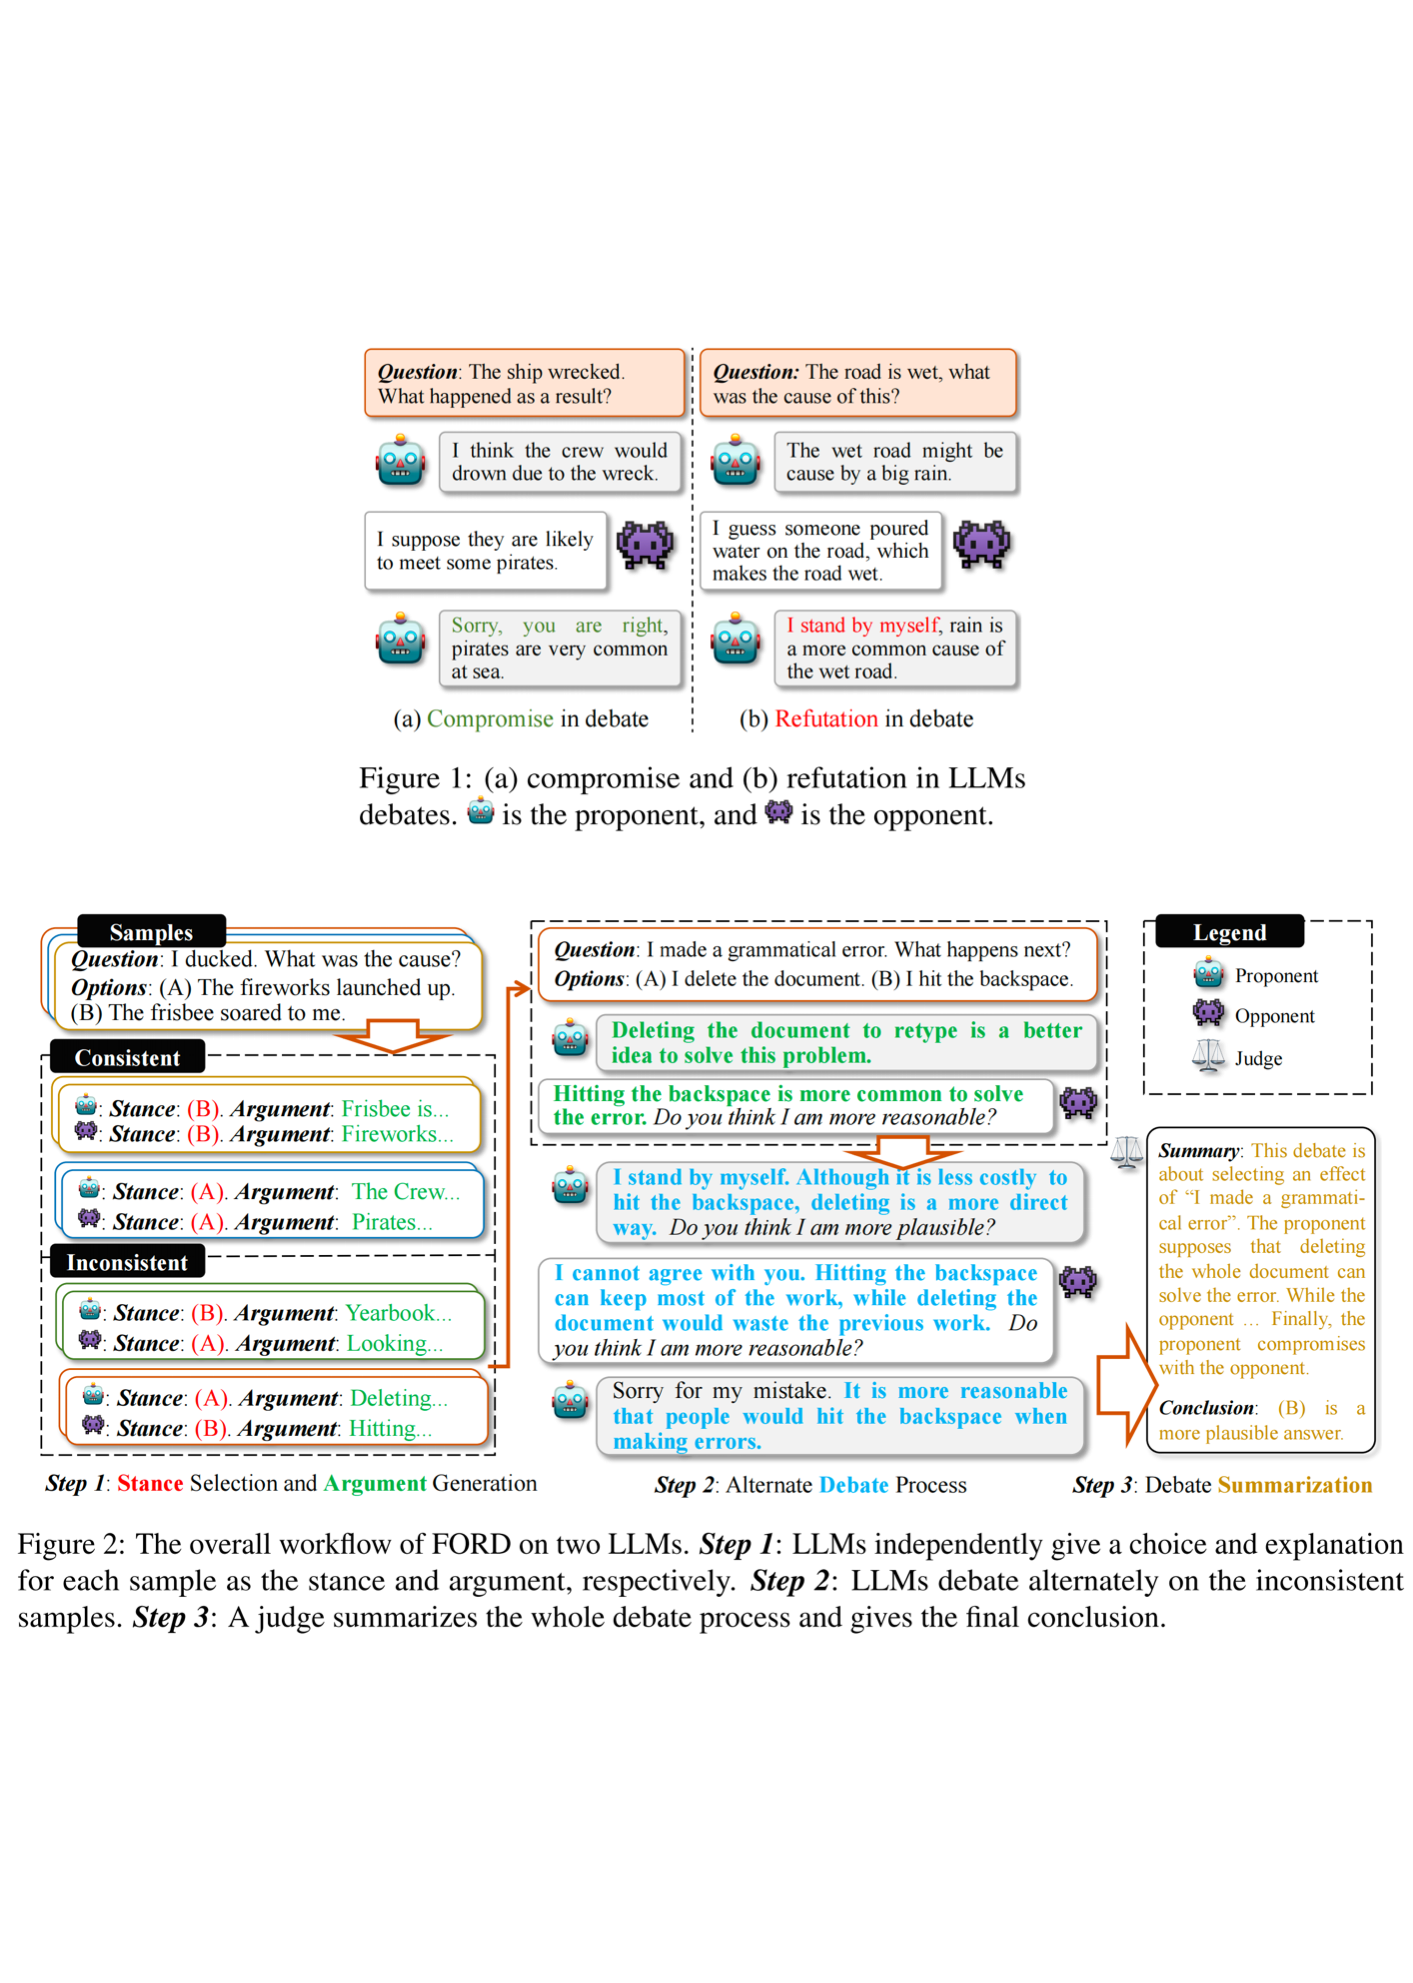 Question: The ship wrecked.
What happened as a result?
I think the crew would
drown due to the wreck.
I suppose they are likely
to meet some pirates.
Sorry, you are right,
pirates are very common
at sea.
(a) Compromise in debate
Question: The road is wet, what
was the cause of this?
The wet road might be
cause by a big rain.
I guess someone poured
water on the road, which
makes the road wet.
I stand by myself, rain is
a more common cause of
the wet road.
(b) Refutation in debate
Figure 1: (a) compromise and (b) refutation in LLMs
debates. is the proponent, and is the opponent.
Samples
Question: I ducked. What was the cause?
Options: (A) The fireworks launched up.
(B) The frisbee soared to me.
Consistent
: Stance: (B). Argument: Frisbee is...
: Stance: (B). Argument: Fireworks...
: Stance: (A). Argument: The Crew...
: Stance: (A). Argument: Pirates...
Inconsistent
: Stance: (B). Argument: Yearbook...
: Stance: (A). Argument: Looking...
: Stance: (A). Argument: Deleting...
: Stance: (B). Argument: Hitting...
Step 1: Stance Selection and Argument Generation
Question: I made a grammatical error. What happens next?
Options: (A) I delete the document. (B) I hit the backspace.
Deleting the document to retype is a better
idea to solve this problem.
Hitting the backspace is more common to solve
the error. Do you think I am more reasonable?
I stand by myself. Although it is less costly to
hit the backspace, deleting is a more direct
way. Do you think I am more plausible?
I cannot agree with you. Hitting the backspace
can keep most of the work, while deleting the
document would waste the previous work. Do
you think I am more reasonable?
Sorry for my mistake. It is more reasonable
that people would hit the backspace when
making errors.
Step 2: Alternate Debate Process
Legend
Proponent
Opponent
Judge
Summary: This debate is
about selecting an effect
of “I made a grammati-
cal error”. The proponent
supposes that deleting
the whole document can
solve the error. While the
opponent ... Finally, the
proponent compromises
with the opponent.
Conclusion: (B) is a
more plausible answer.
Step 3: Debate Summarization
Figure 2: The overall workflow of FORD on two LLMs. Step 1: LLMs independently give a choice and explanation
for each sample as the stance and argument, respectively. Step 2: LLMs debate alternately on the inconsistent
samples. Step 3: A judge summarizes the whole debate process and gives the final conclusion.